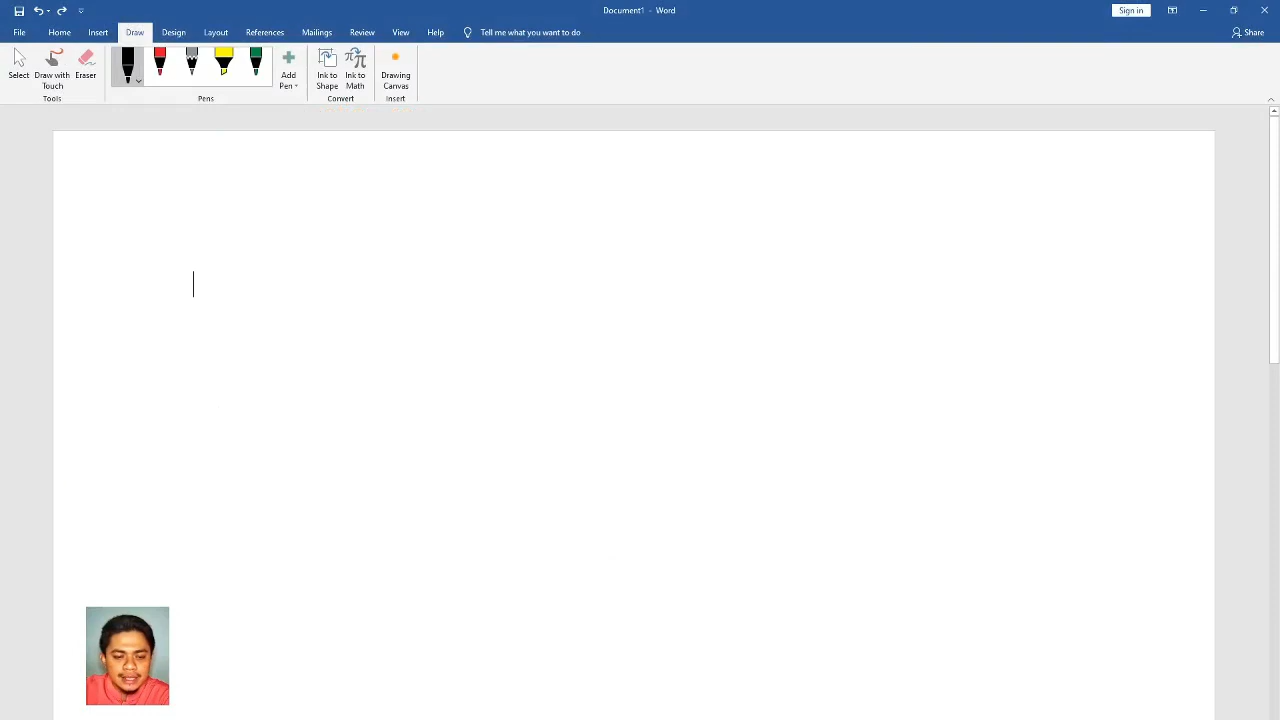 Document1 - Word
Sign in
File Home Insert Draw Design Layout References Mailings Review View Help Tell me what you want to do Share
Select Draw with Touch Eraser
Add Pen
Ink to Shape
Ink to Math
Drawing Canvas
Tools Pens Convert Insert